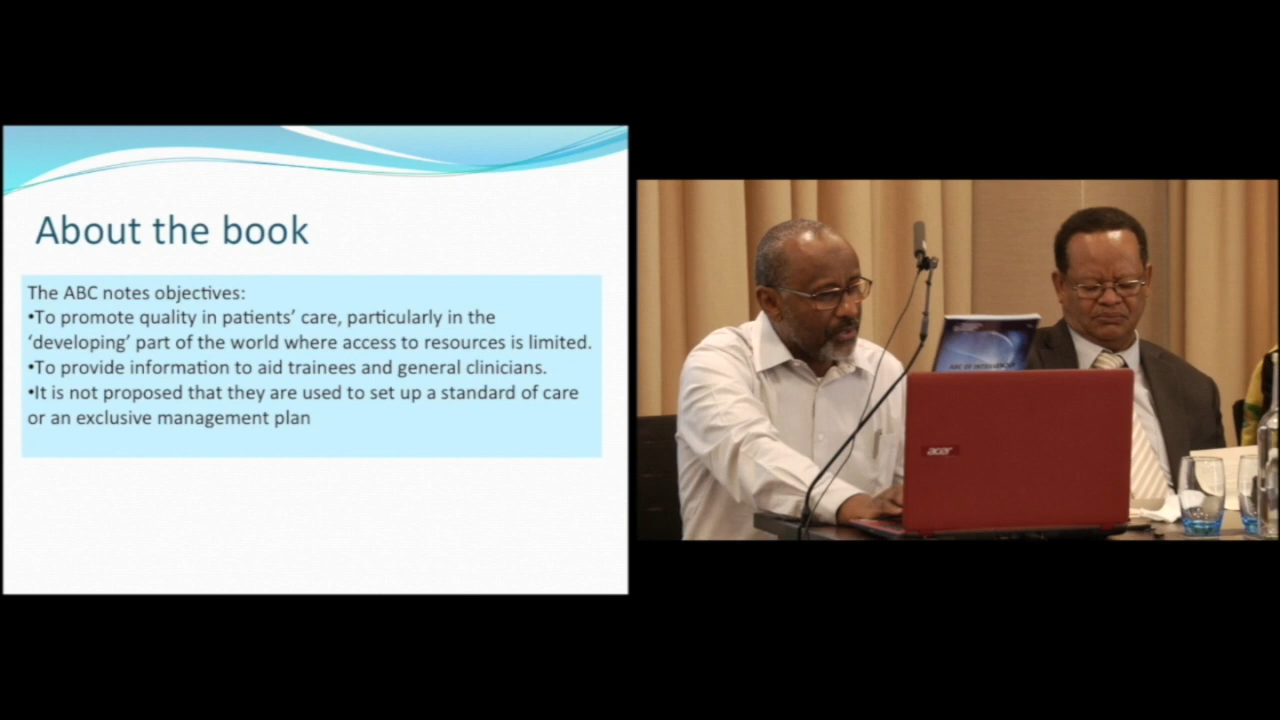 About the book
The ABC notes objectives:
•To promote quality in patients’ care, particularly in the
‘developing’ part of the world where access to resources is limited.
•To provide information to aid trainees and general clinicians.
•It is not proposed that they are used to set up a standard of care
or an exclusive management plan
ABC OF
acer